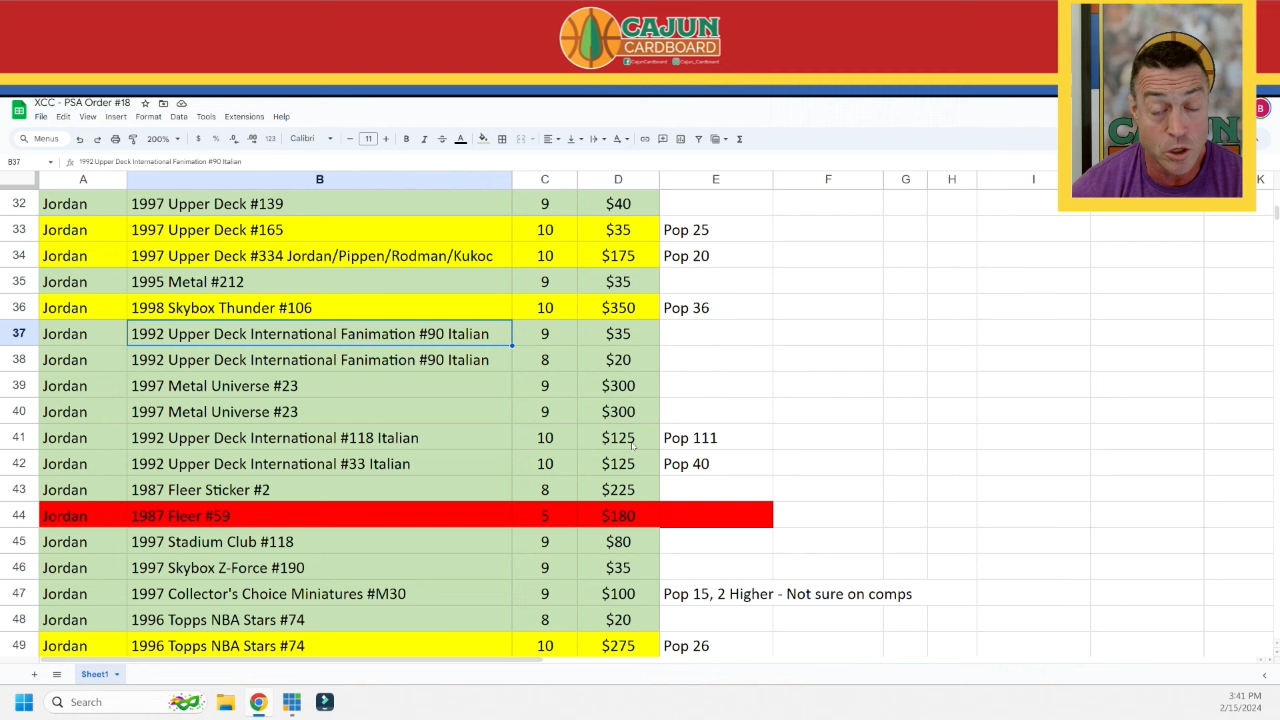 CAJUN
CARDBOARD
CajunCardboard Cajun_Cardboard
XCC - PSA Order #18
File Edit View Insert Format Data Tools Extensions Help
Menus 200% $ % .0 .00 123 Calibri - 11 + B I A
B37 fx 1992 Upper Deck International Fanimation #90 Italian
A B C D E F G H I K
32 Jordan 1997 Upper Deck #139 9 $40
33 Jordan 1997 Upper Deck #165 10 $35 Pop 25
34 Jordan 1997 Upper Deck #334 Jordan/Pippen/Rodman/Kukoc 10 $175 Pop 20
35 Jordan 1995 Metal #212 9 $35
36 Jordan 1998 Skybox Thunder #106 10 $350 Pop 36
37 Jordan 1992 Upper Deck International Fanimation #90 Italian 9 $35
38 Jordan 1992 Upper Deck International Fanimation #90 Italian 8 $20
39 Jordan 1997 Metal Universe #23 9 $300
40 Jordan 1997 Metal Universe #23 9 $300
41 Jordan 1992 Upper Deck International #118 Italian 10 $125 Pop 111
42 Jordan 1992 Upper Deck International #33 Italian 10 $125 Pop 40
43 Jordan 1987 Fleer Sticker #2 8 $225
44 Jordan 1987 Fleer #59 5 $180
45 Jordan 1997 Stadium Club #118 9 $80
46 Jordan 1997 Skybox Z-Force #190 9 $35
47 Jordan 1997 Collector's Choice Miniatures #M30 9 $100 Pop 15, 2 Higher - Not sure on comps
48 Jordan 1996 Topps NBA Stars #74 8 $20
49 Jordan 1996 Topps NBA Stars #74 10 $275 Pop 26
Sheet1
Search
3:41 PM
2/15/2024